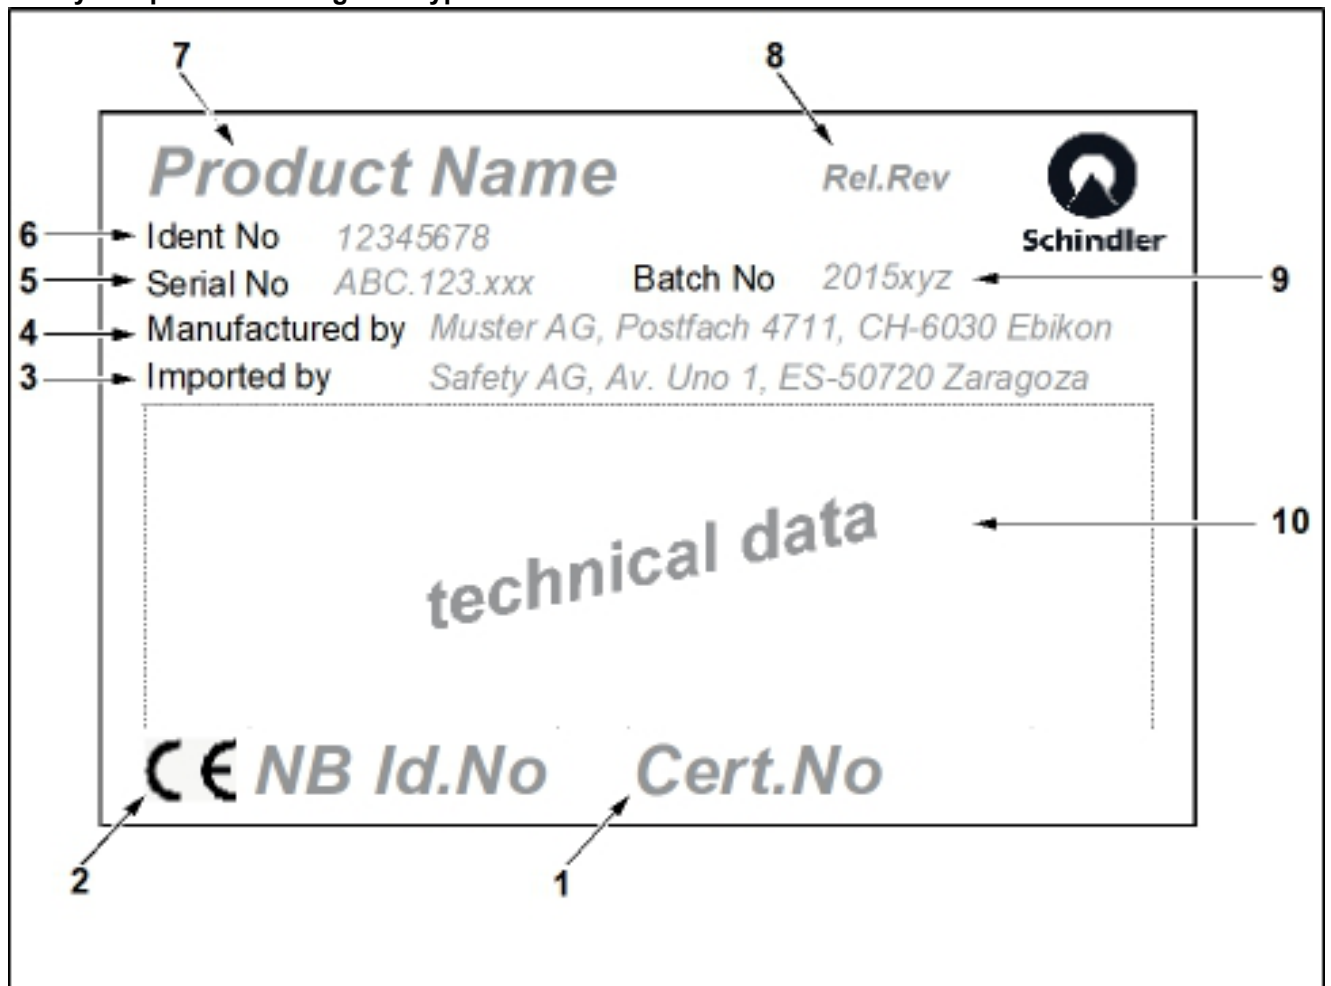 7 8
Product Name Rel.Rev
6 Ident No 12345678 Schindler
5 Serial No ABC.123.xxx Batch No 2015xyz 9
4 Manufactured by Muster AG, Postfach 4711, CH-6030 Ebikon
3 Imported by Safety AG, Av. Uno 1, ES-50720 Zaragoza
technical data 10
CE NB Id.No Cert.No
2 1